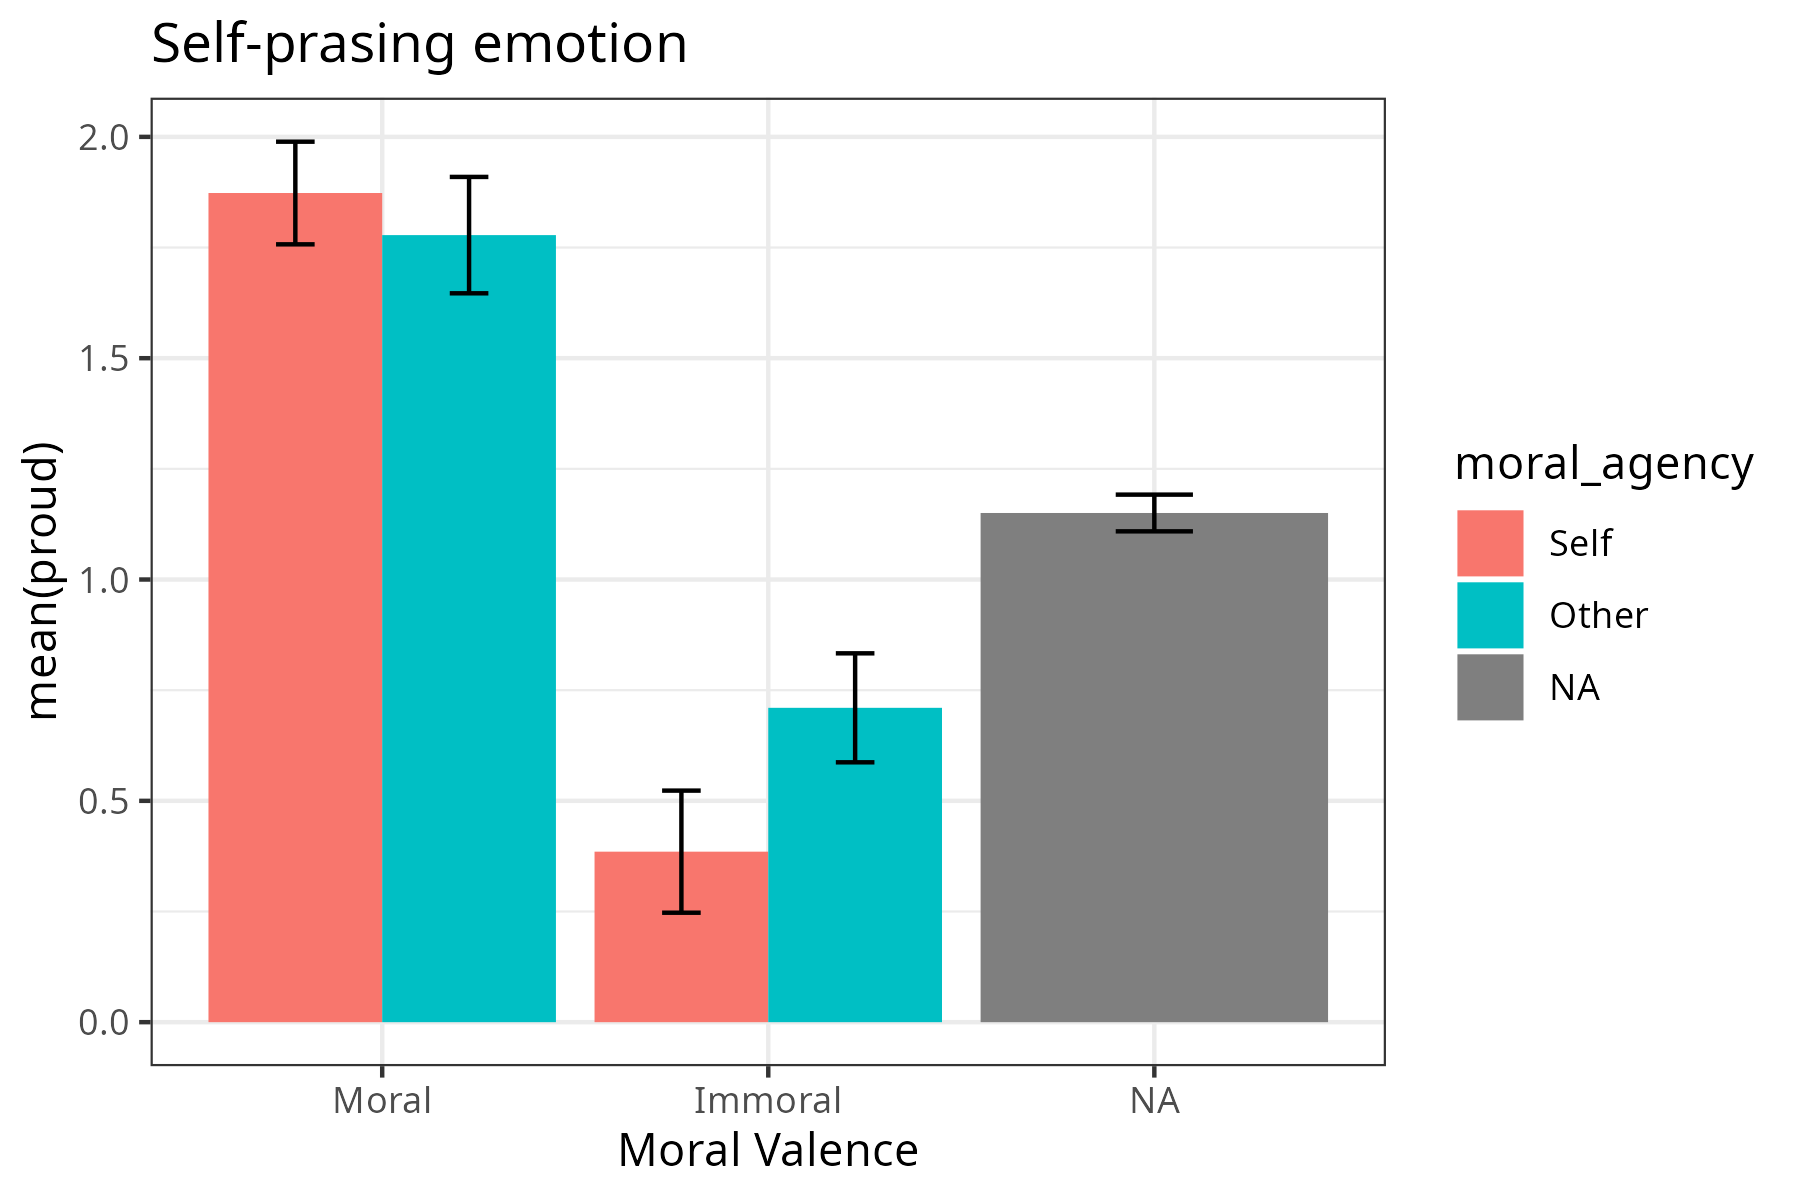 Self-prasing emotion
2.0
1.5
1.0
0.5
0.0
mean(proud)
Moral
Immoral
NA
Moral Valence
moral_agency
Self
Other
NA